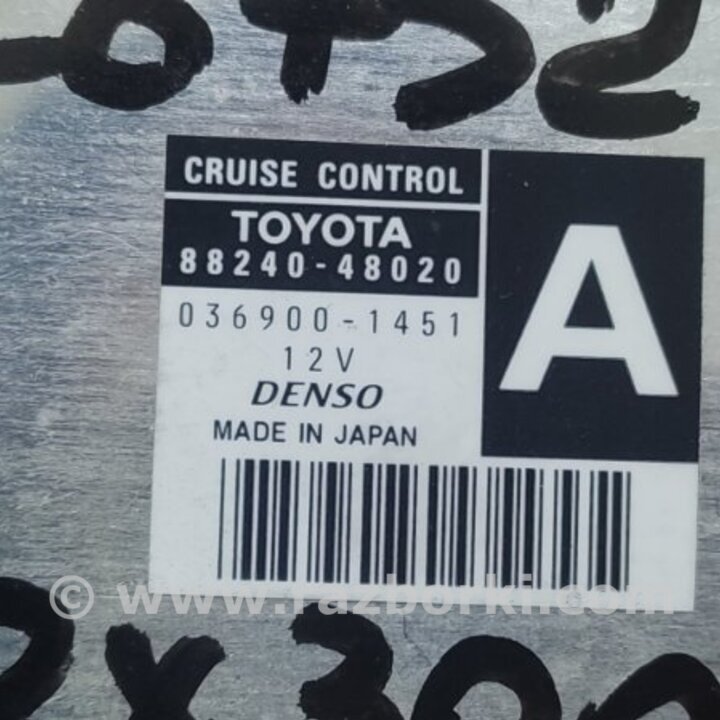 CRUISE CONTROL
TOYOTA
88240-48020
A
036900-1451
12V
DENSO
MADE IN JAPAN
© www.razborki.com